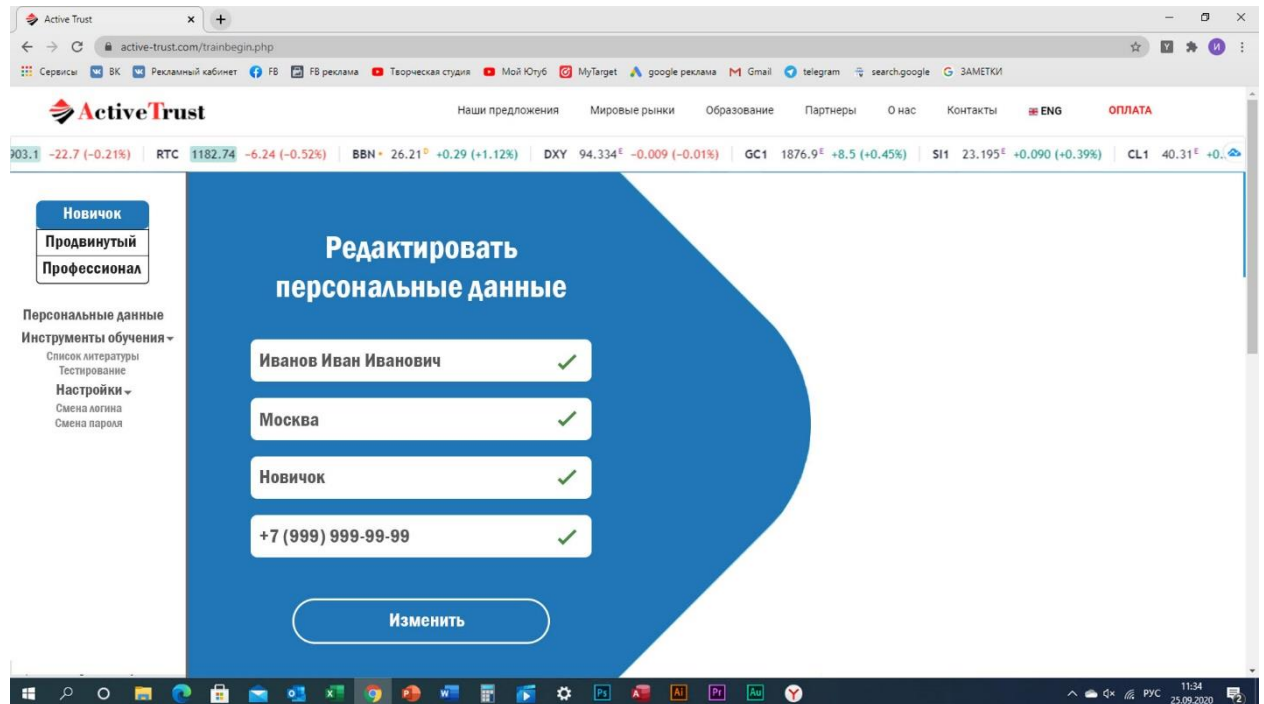 Active Trust
active-trust.com/trainbegin.php
Сервисы ВК Рекламный кабинет FB FB реклама Творческая студия Мой Ютуб MyTarget google реклама Gmail telegram search.google ЗАМЕТКИ
ActiveTrust Наши предложения Мировые рынки Образование Партнеры О нас Контакты ENG ОПЛАТА
903.1 −22.7 (−0.21%) RTC 1182.74 −6.24 (−0.52%) BBN 26.21 D +0.29 (+1.12%) DXY 94.334 E −0.009 (−0.01%) GC1 1876.9 E +8.5 (+0.45%) SI1 23.195 E +0.090 (+0.39%) CL1 40.31 E +0.
Новичок
Продвинутый
Профессионал
Персональные данные
Инструменты обучения
Список литературы
Тестирование
Настройки
Смена логина
Смена пароля
Редактировать
персональные данные
Иванов Иван Иванович
Москва
Новичок
+7 (999) 999-99-99
Изменить
РУС 11:34
25.09.2020